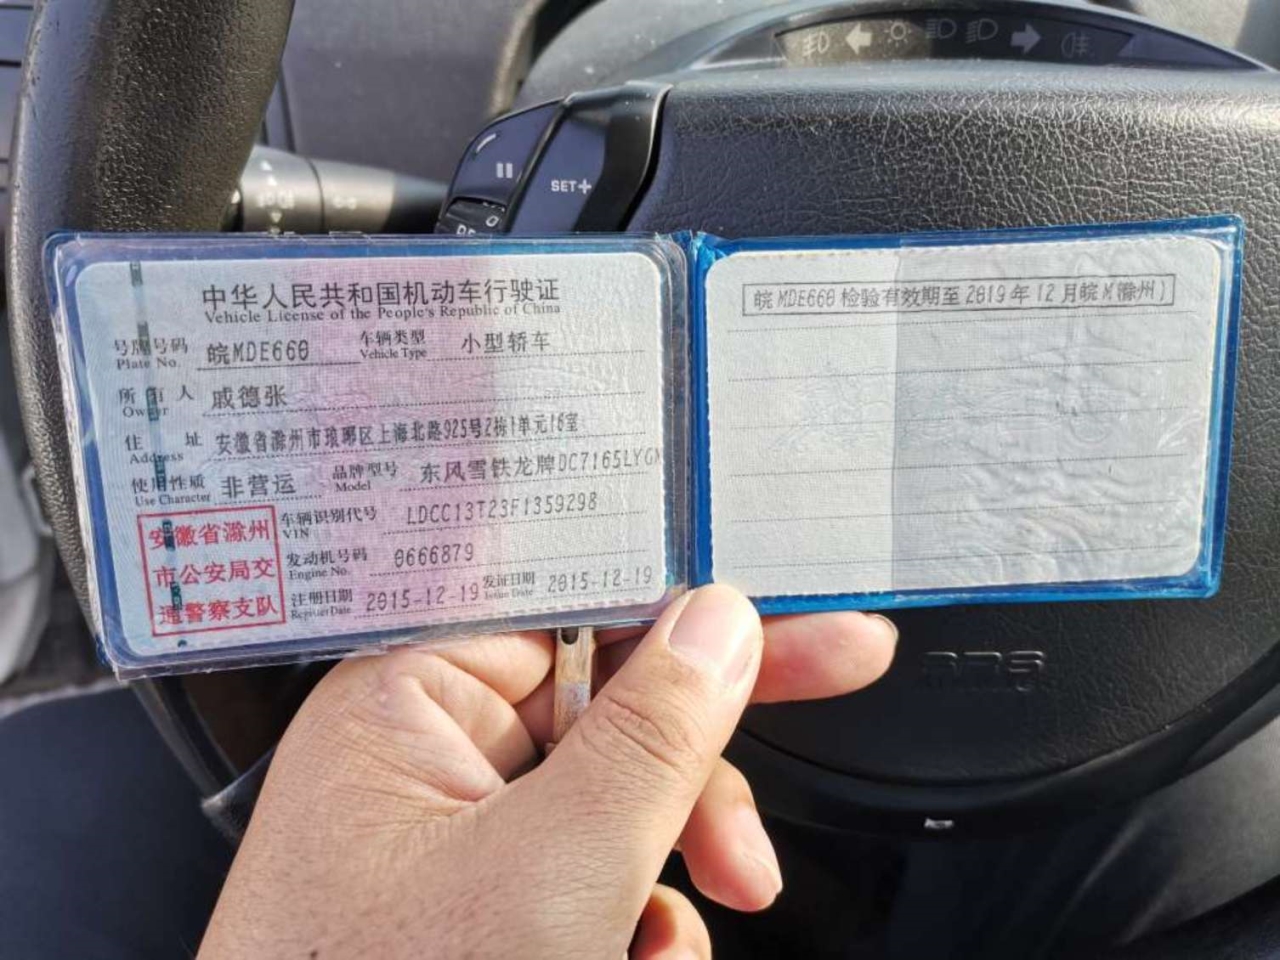 SET+
中华人民共和国机动车行驶证
Vehicle License of the People's Republic of China
号牌号码 皖MDE660 车辆类型 小型轿车
Plate No. Vehicle Type
所有人 戚德张
Owner
住址 安徽省滁州市琅琊区上海北路925号2栋1单元16室
Address
使用性质 非营运 品牌型号 东风雪铁龙牌DC7165LYGM
Use Character Model
车辆识别代号 LDCC13T23F1359298
VIN
发动机号码 0666879
Engine No.
注册日期 2015-12-19 发证日期 2015-12-19
Register Date Issue Date
安徽省滁州
市公安局交
通警察支队
皖MDE660 检验有效期至 2019年12月皖M(滁州)